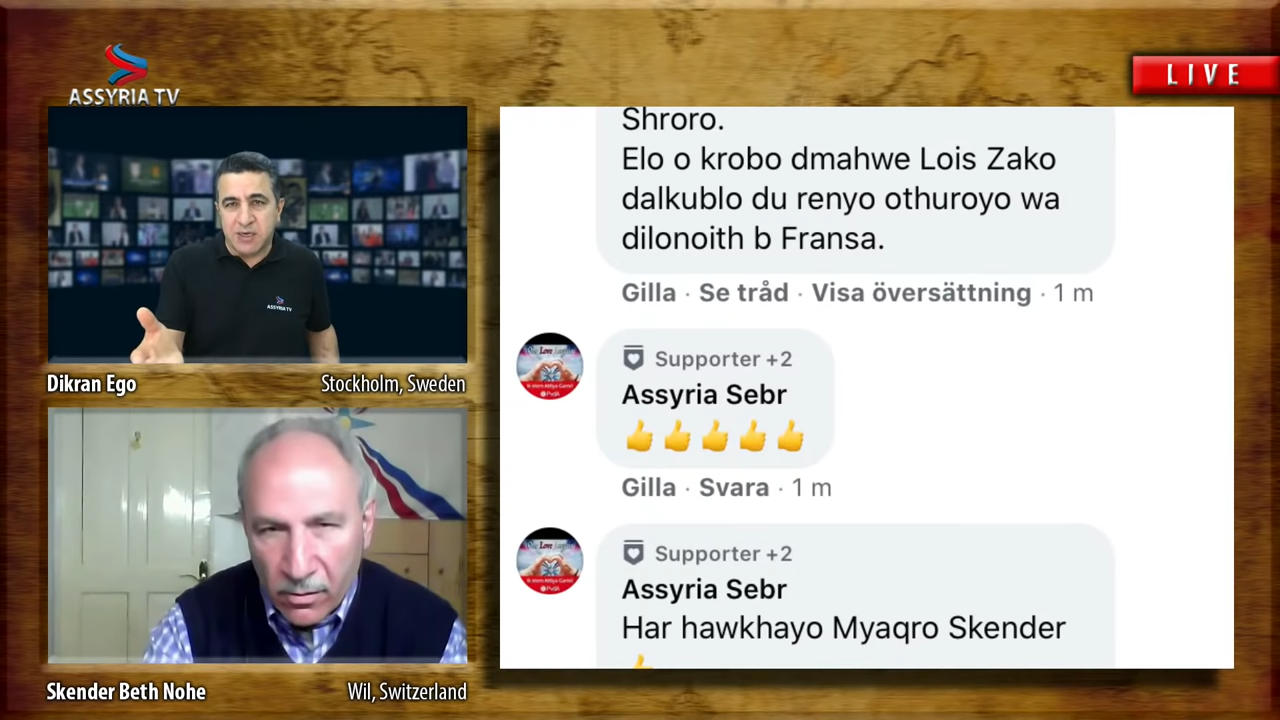 ASSYRIA TV
LIVE
ASSYRIA TV
Dikran Ego
Stockholm, Sweden
Skender Beth Nohe
Wil, Switzerland
Shroro.
Elo o krobo dmahwe Lois Zako
dalkublo du renyo othuroyo wa
dilonoith b Fransa.
Gilla · Se tråd · Visa översättning · 1 m
Supporter +2
Assyria Sebr
👍👍👍👍👍
Gilla · Svara · 1 m
Supporter +2
Assyria Sebr
Har hawkhayo Myaqro Skender